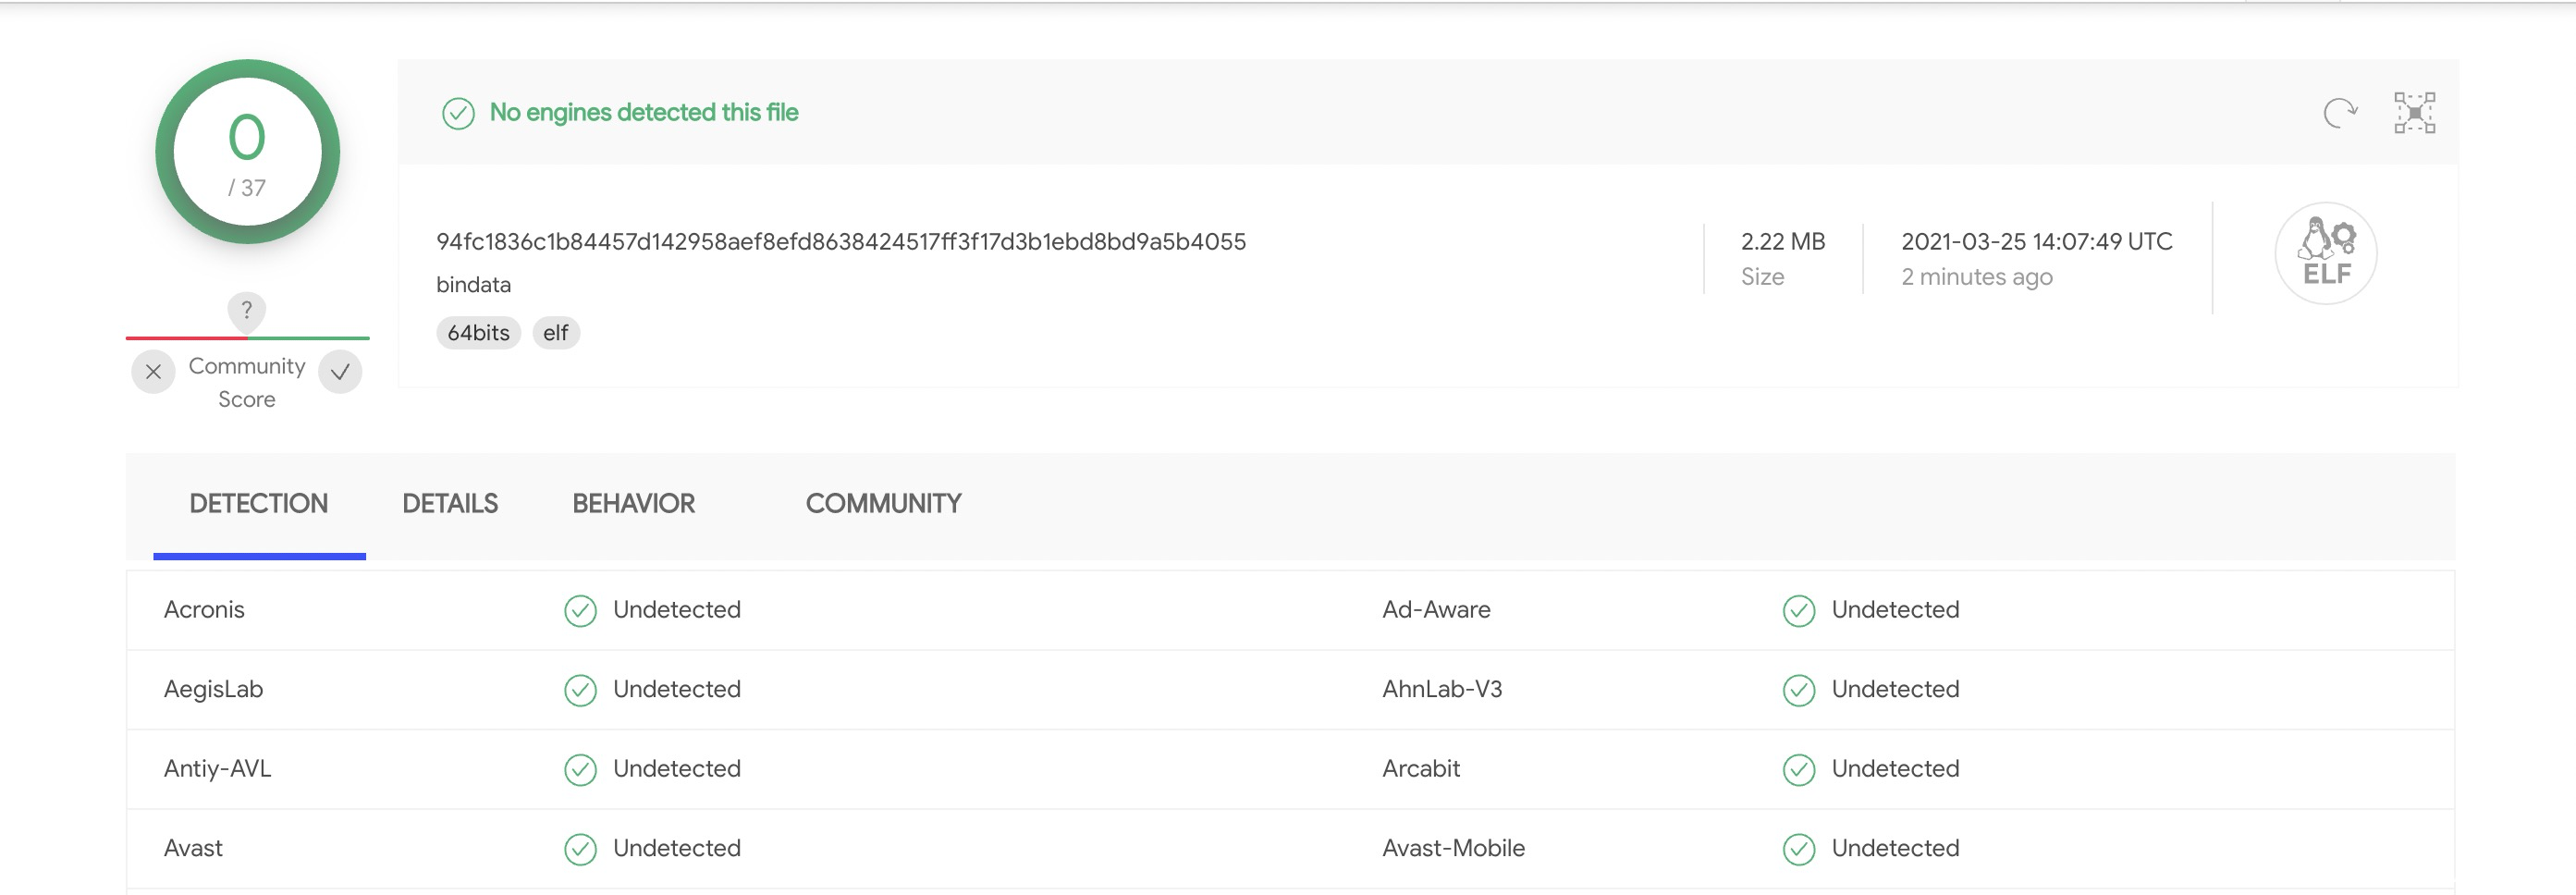 0
/ 37
No engines detected this file
94fc1836c1b84457d142958aef8efd8638424517ff3f17d3b1ebd8bd9a5b4055
bindata
64bits elf
2.22 MB
Size
2021-03-25 14:07:49 UTC
2 minutes ago
ELF
?
Community
Score
DETECTION DETAILS BEHAVIOR COMMUNITY
Acronis Undetected Ad-Aware Undetected
AegisLab Undetected AhnLab-V3 Undetected
Antiy-AVL Undetected Arcabit Undetected
Avast Undetected Avast-Mobile Undetected